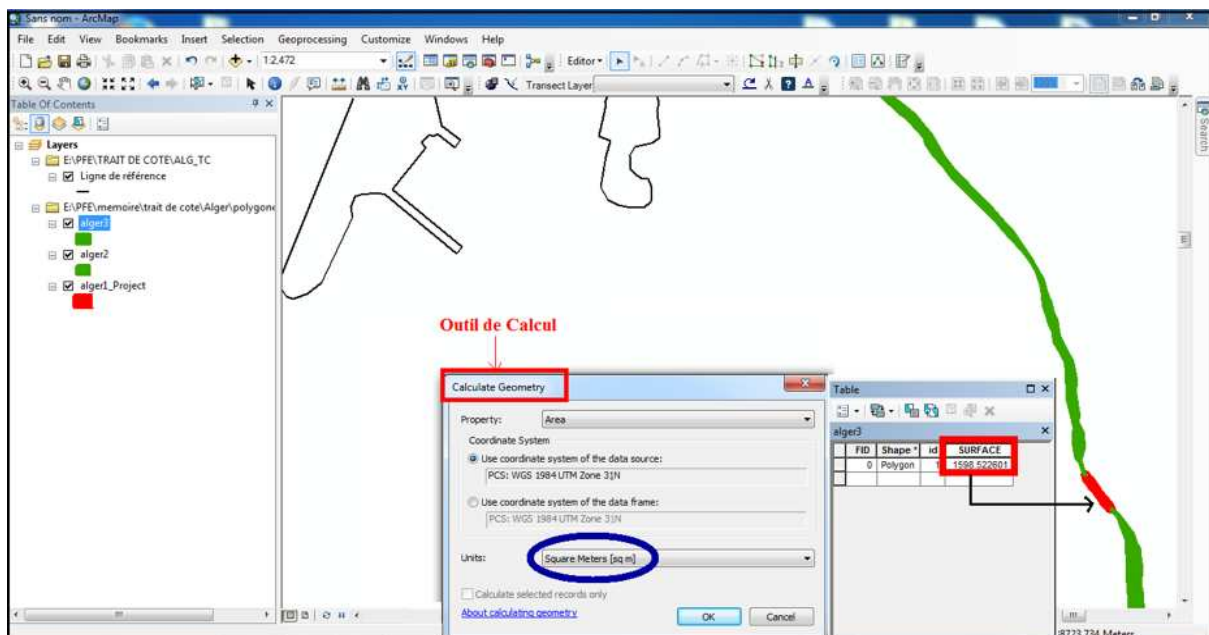 Sans nom - ArcMap
File Edit View Bookmarks Insert Selection Geoprocessing Customize Windows Help
1:2,472
Editor
Transect Layer
Table Of Contents
Layers
E:\PFE\TRAIT DE COTE\ALG_TC
Ligne de référence
E:\PFE\memoire\trait de cote\Alger\polygone
alger3
alger2
alger1_Project
Search
Outil de Calcul
Calculate Geometry
Property: Area
Coordinate System
Use coordinate system of the data source:
PCS: WGS 1984 UTM Zone 31N
Use coordinate system of the data frame:
PCS: WGS 1984 UTM Zone 31N
Units: Square Meters [sq m]
Calculate selected records only
About calculating geometry
OK Cancel
Table
alger3
FID Shape * id SURFACE
0 Polygon 1598,522601
8723,734 Meters